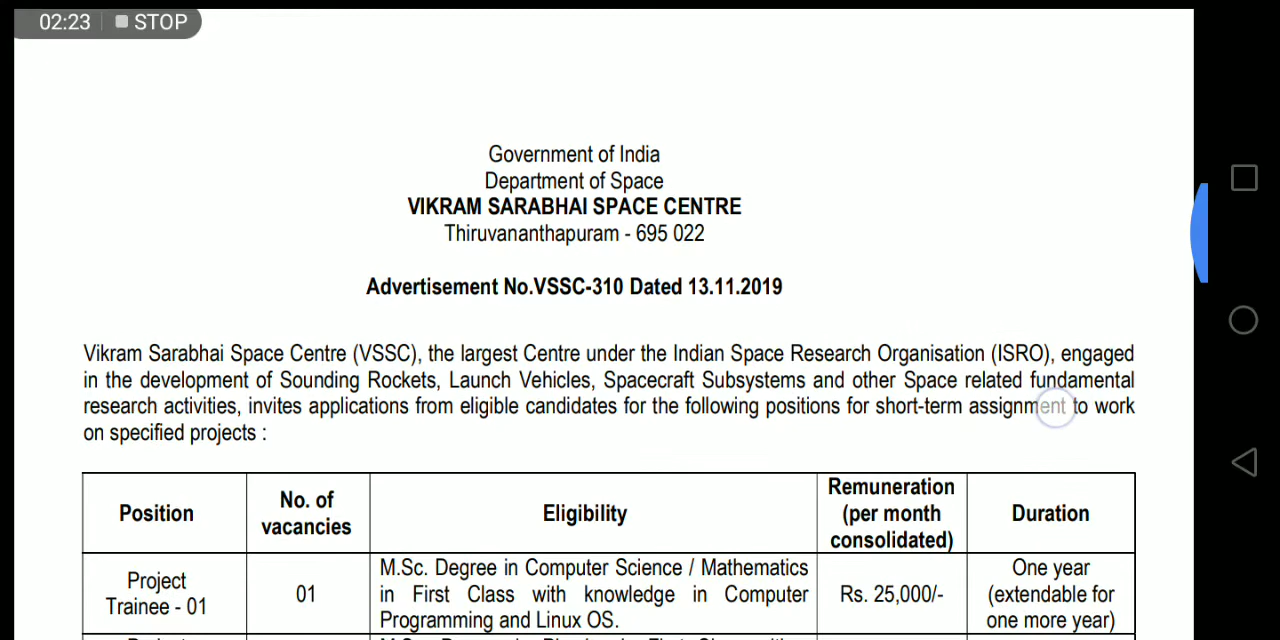 02:23 STOP
Government of India
Department of Space
VIKRAM SARABHAI SPACE CENTRE
Thiruvananthapuram - 695 022
Advertisement No.VSSC-310 Dated 13.11.2019
Vikram Sarabhai Space Centre (VSSC), the largest Centre under the Indian Space Research Organisation (ISRO), engaged
in the development of Sounding Rockets, Launch Vehicles, Spacecraft Subsystems and other Space related fundamental
research activities, invites applications from eligible candidates for the following positions for short-term assignment to work
on specified projects :
Position
No. of
vacancies
Eligibility
Remuneration
(per month
consolidated)
Duration
Project
Trainee - 01
01
M.Sc. Degree in Computer Science / Mathematics
in First Class with knowledge in Computer
Programming and Linux OS.
Rs. 25,000/-
One year
(extendable for
one more year)